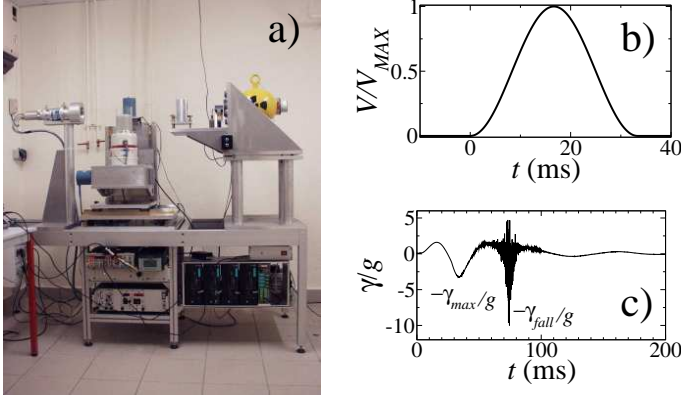 a)
b)
V/V_MAX
1
0.5
0
0 20 40
t (ms)
c)
γ/g
5
0
-5
-10
−γ_max/g
−γ_fall/g
0 100 200
t (ms)